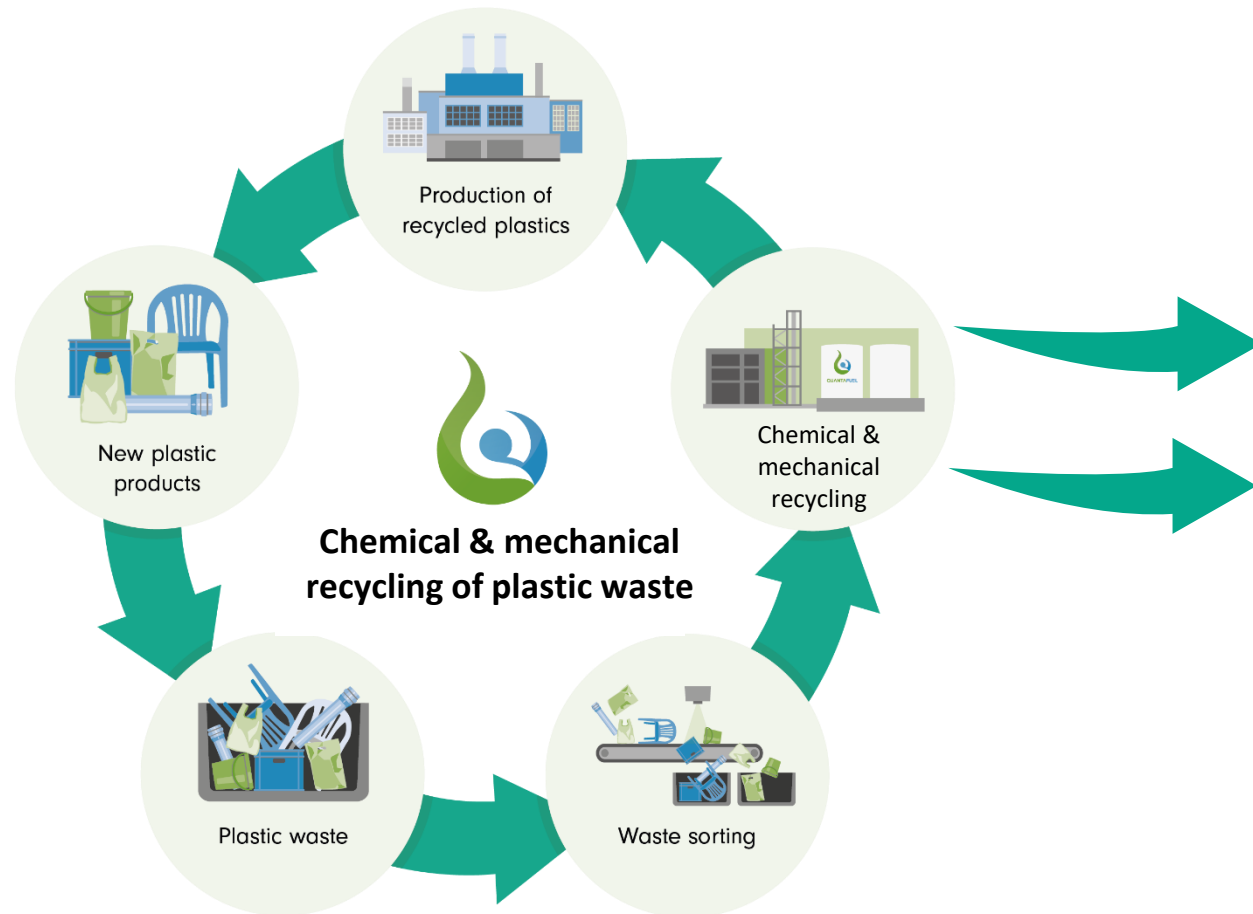 Production of
recycled plastics
New plastic
products
QUANTAFUEL
Chemical &
mechanical
recycling
Chemical & mechanical
recycling of plastic waste
Plastic waste
Waste sorting